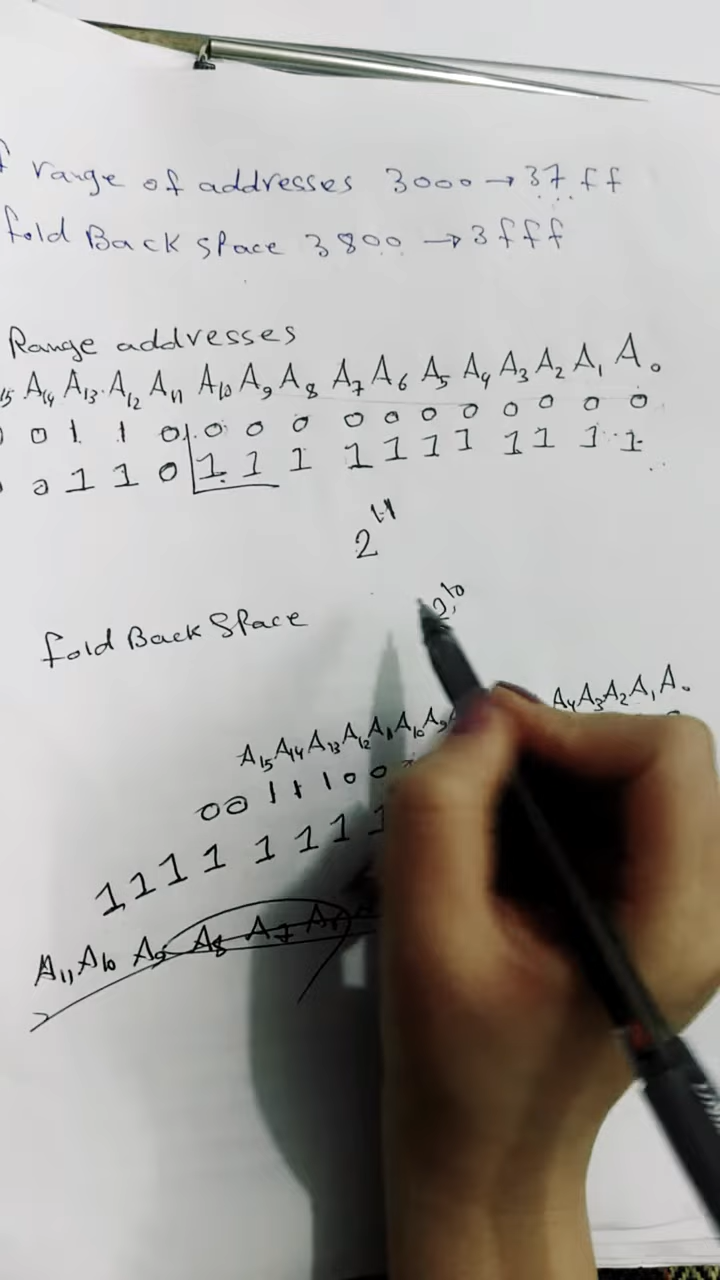 range of addresses 3000 → 37ff
fold Back space 3800 → 3fff
Range addresses
15 A14 A13 A12 A11 A10 A9 A8 A7 A6 A5 A4 A3 A2 A1 A0
0 0 1 1 0 0 0 0 0 0 0 0 0 0 0 0
0 0 1 1 0 1 1 1 1 1 1 1 1 1 1 1
2^11
2^10
fold Back Space
A15 A14 A13 A12 A11 A10 A9 A4 A3 A2 A1 A0
0 0 1 1 1 0 0
1 1 1 1 1 1 1 1
A11 A10 A9 A8 A7